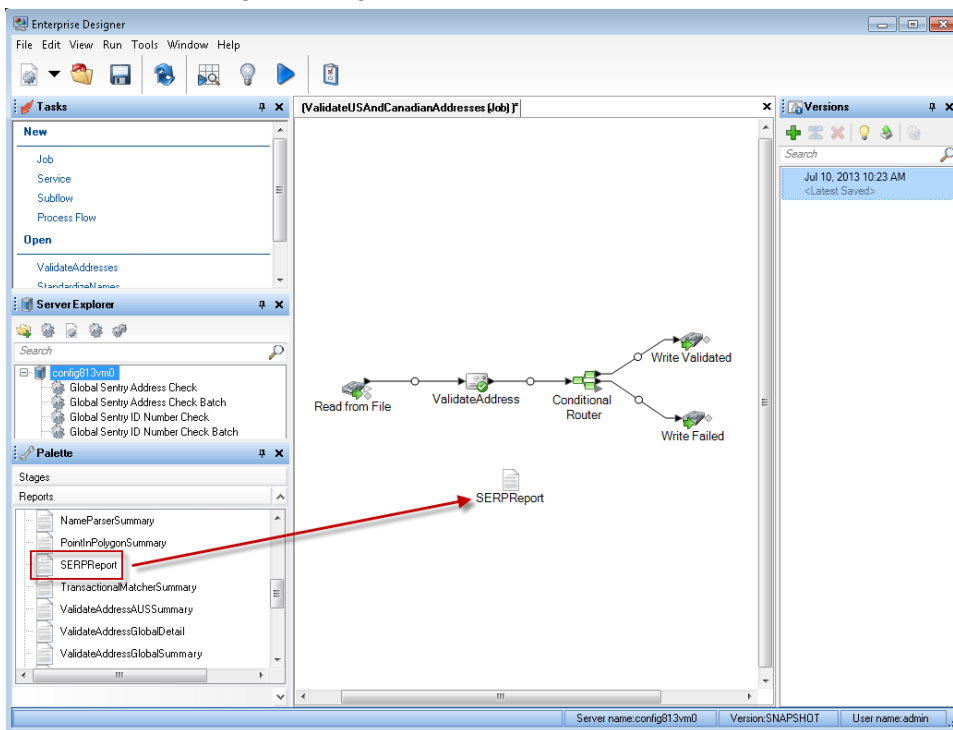 Enterprise Designer
File Edit View Run Tools Window Help
Tasks
New
Job
Service
Subflow
Process Flow
Open
ValidateAddresses
StandardizeNames
Server Explorer
Search
config813vm0
Global Sentry Address Check
Global Sentry Address Check Batch
Global Sentry ID Number Check
Global Sentry ID Number Check Batch
Palette
Stages
Reports
NameParserSummary
PointInPolygonSummary
SERPReport
TransactionalMatcherSummary
ValidateAddressAUSSummary
ValidateAddressGlobalDetail
ValidateAddressGlobalSummary
(ValidateUSAndCanadianAddresses (Job) )*
Read from File
ValidateAddress
Conditional
Router
Write Validated
Write Failed
SERPReport
Versions
Search
Jul 10, 2013 10:23 AM
<Latest Saved>
Server name:config813vm0
Version:SNAPSHOT
User name:admin